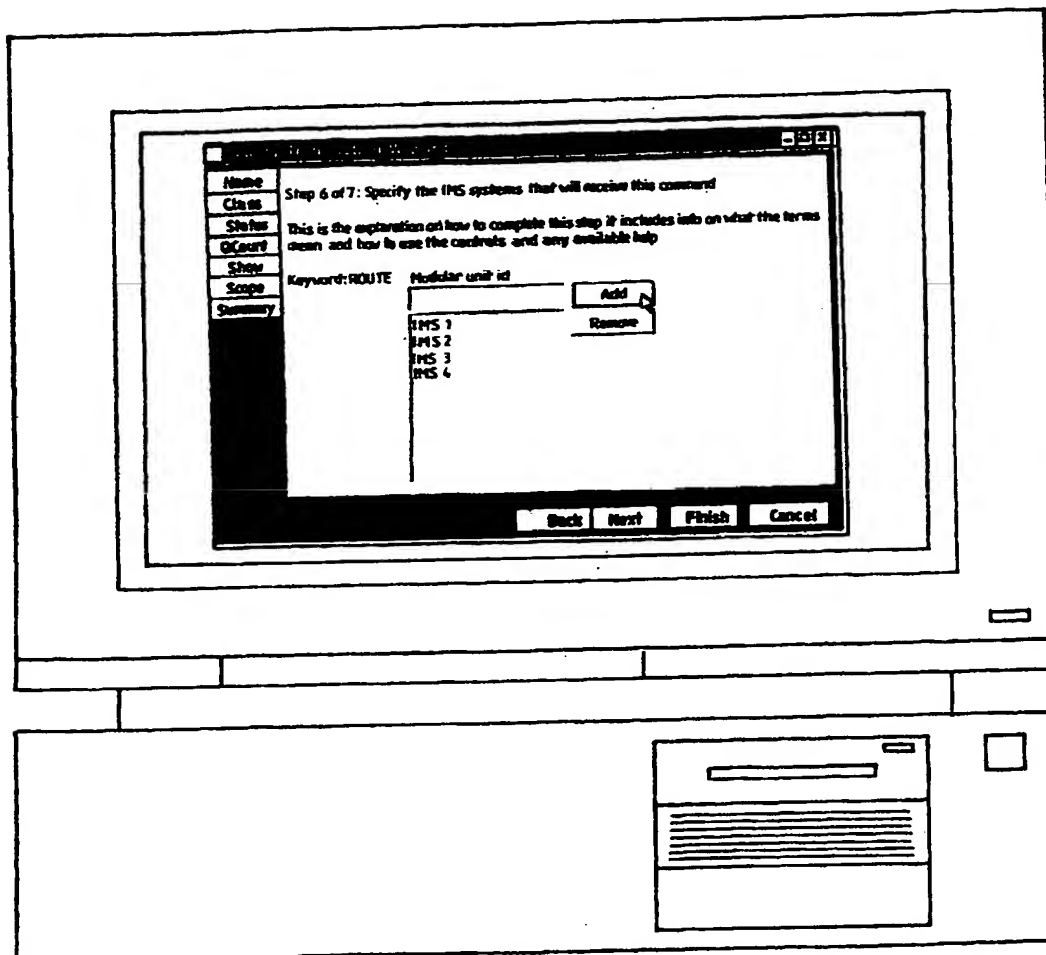 Name
Class
Status
QCount
Show
Scope
Summary
Step 6 of 7: Specify the IMS systems that will receive this command
This is the explanation on how to complete this step it includes info on what the terms
mean and how to use the controls and any available help
Keyword: ROUTE Modular unit id
Add
Remove
IMS 1
IMS 2
IMS 3
IMS 4
Back Next Finish Cancel